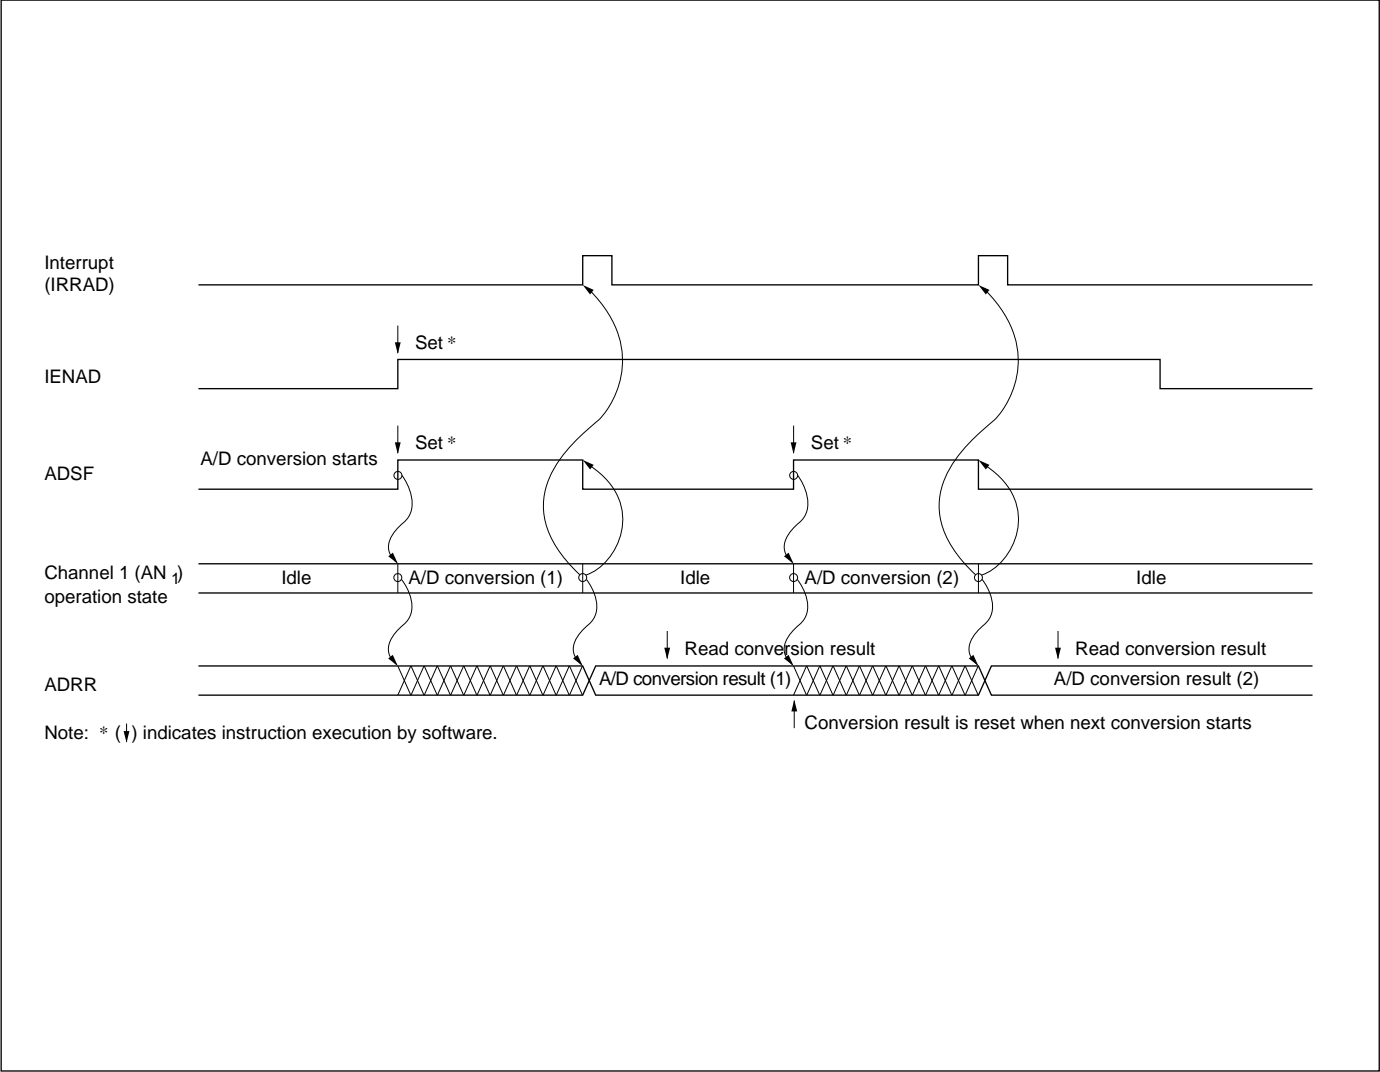 Interrupt
(IRRAD)
Set *
IENAD
Set *
Set *
A/D conversion starts
ADSF
Channel 1 (AN 1)
operation state
Idle
A/D conversion (1)
Idle
A/D conversion (2)
Idle
Read conversion result
Read conversion result
ADRR
A/D conversion result (1)
A/D conversion result (2)
Conversion result is reset when next conversion starts
Note: * (↓) indicates instruction execution by software.